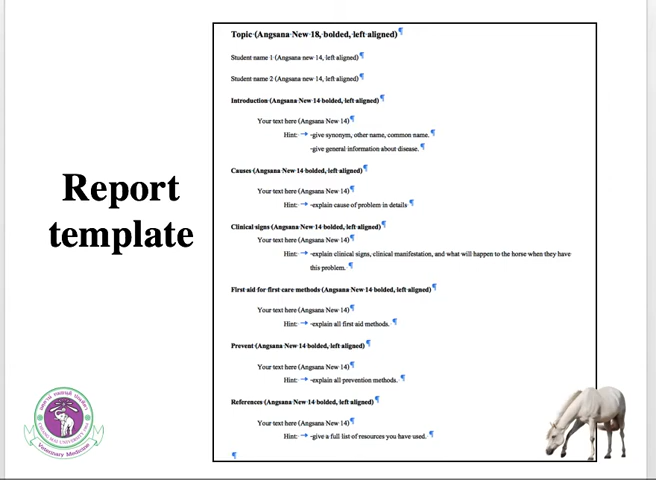 Report
template
Topic (Angsana New 18, bolded, left aligned)
Student name 1 (Angsana new 14, left aligned)
Student name 2 (Angsana new 14, left aligned)
Introduction (Angsana New 14 bolded, left aligned)
Your text here (Angsana New 14)
Hint: → -give synonym, other name, common name.
-give general information about disease.
Causes (Angsana New 14 bolded, left aligned)
Your text here (Angsana New 14)
Hint: → -explain cause of problem in details
Clinical signs (Angsana New 14 bolded, left aligned)
Your text here (Angsana New 14)
Hint: → -explain clinical signs, clinical manifestation, and what will happen to the horse when they have
this problem.
First aid for first care methods (Angsana New 14 bolded, left aligned)
Your text here (Angsana New 14)
Hint: → -explain all first aid methods.
Prevent (Angsana New 14 bolded, left aligned)
Your text here (Angsana New 14)
Hint: → -explain all prevention methods.
References (Angsana New 14 bolded, left aligned)
Your text here (Angsana New 14)
Hint: → -give a full list of resources you have used.
CHIANG MAI UNIVERSITY
Veterinary Medicine